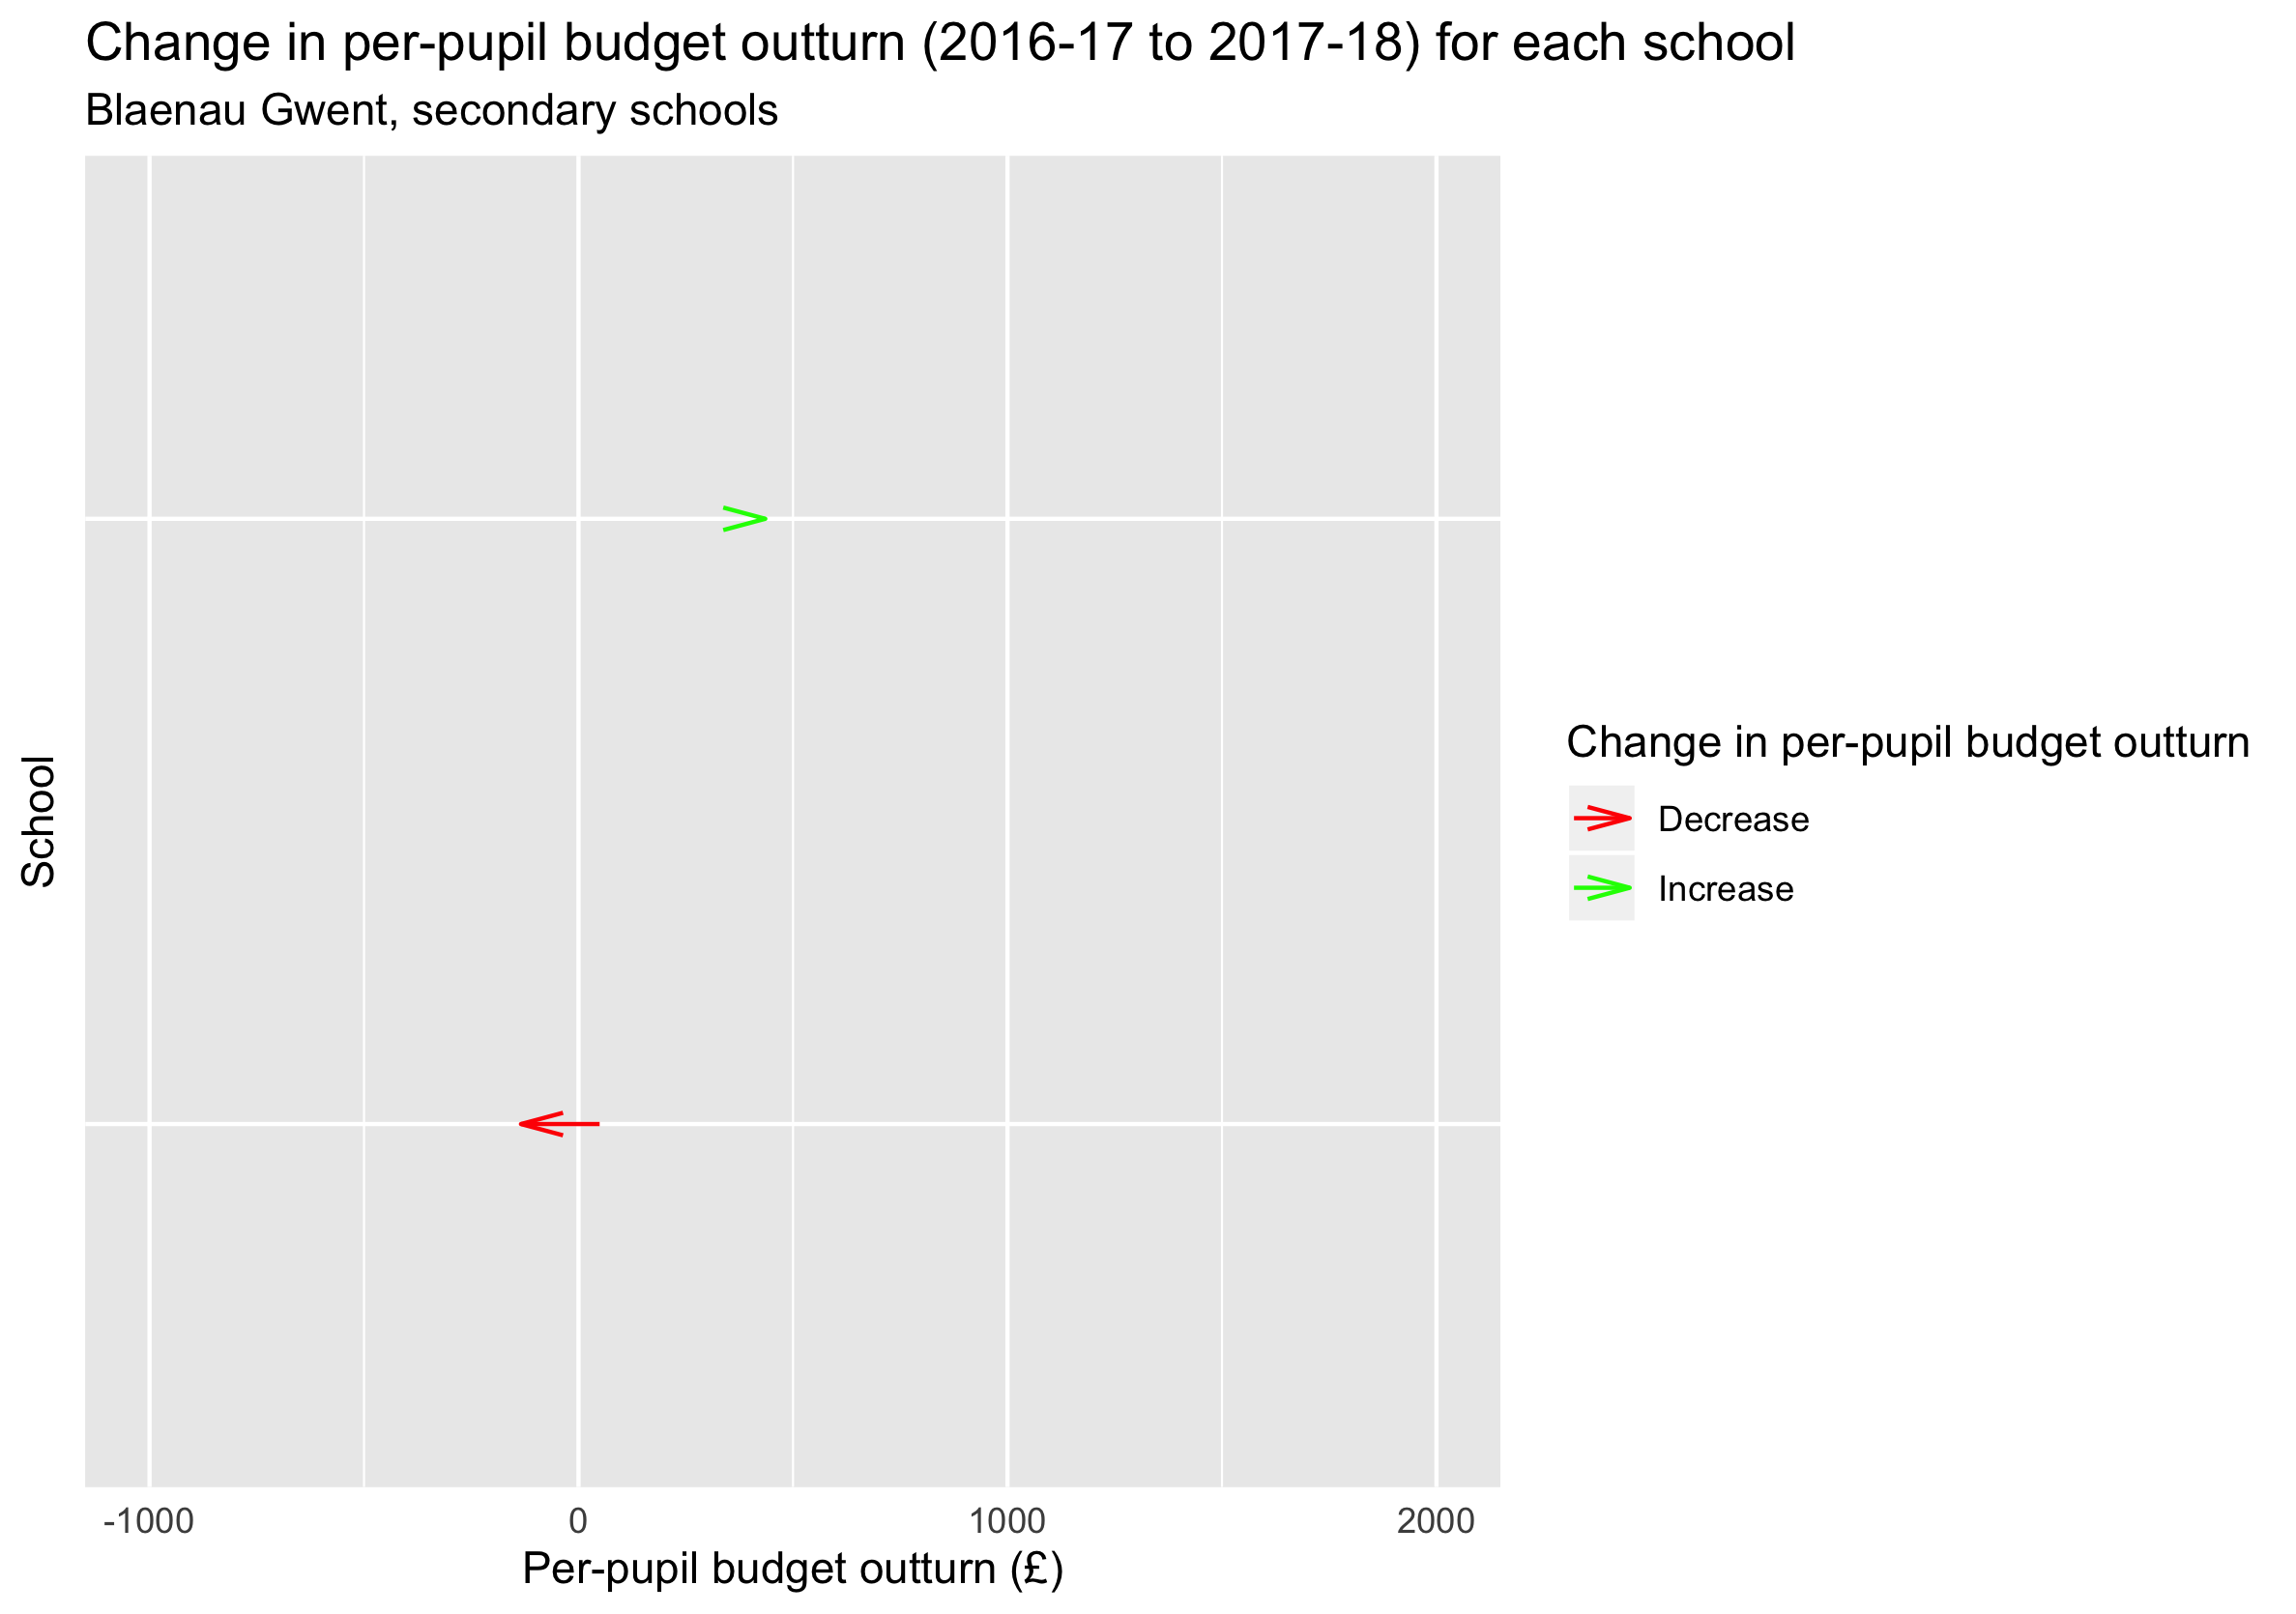 Change in per-pupil budget outturn (2016-17 to 2017-18) for each school
Blaenau Gwent, secondary schools
School
-1000
0
1000
2000
Per-pupil budget outturn (£)
Change in per-pupil budget outturn
Decrease
Increase